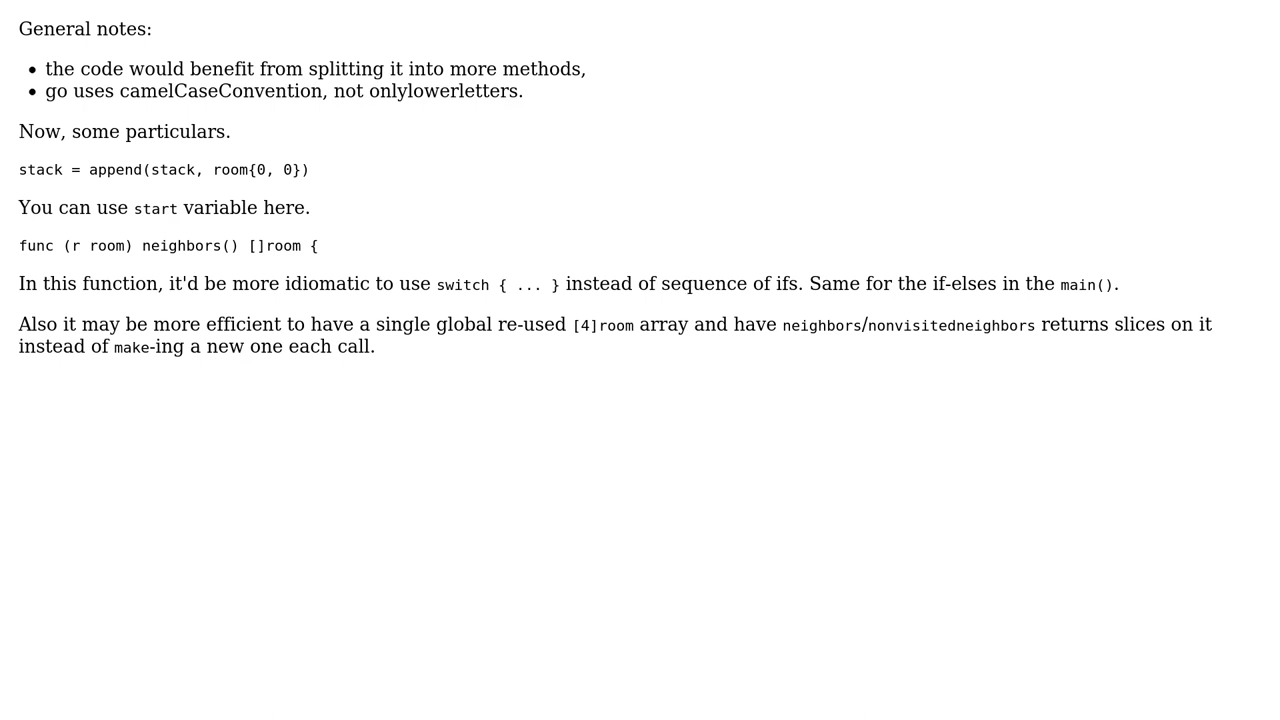 General notes:
• the code would benefit from splitting it into more methods,
• go uses camelCaseConvention, not onlylowerletters.
Now, some particulars.
stack = append(stack, room{0, 0})
You can use start variable here.
func (r room) neighbors() []room {
In this function, it'd be more idiomatic to use switch { ... } instead of sequence of ifs. Same for the if-elses in the main().
Also it may be more efficient to have a single global re-used [4]room array and have neighbors/nonvisitedneighbors returns slices on it
instead of make-ing a new one each call.